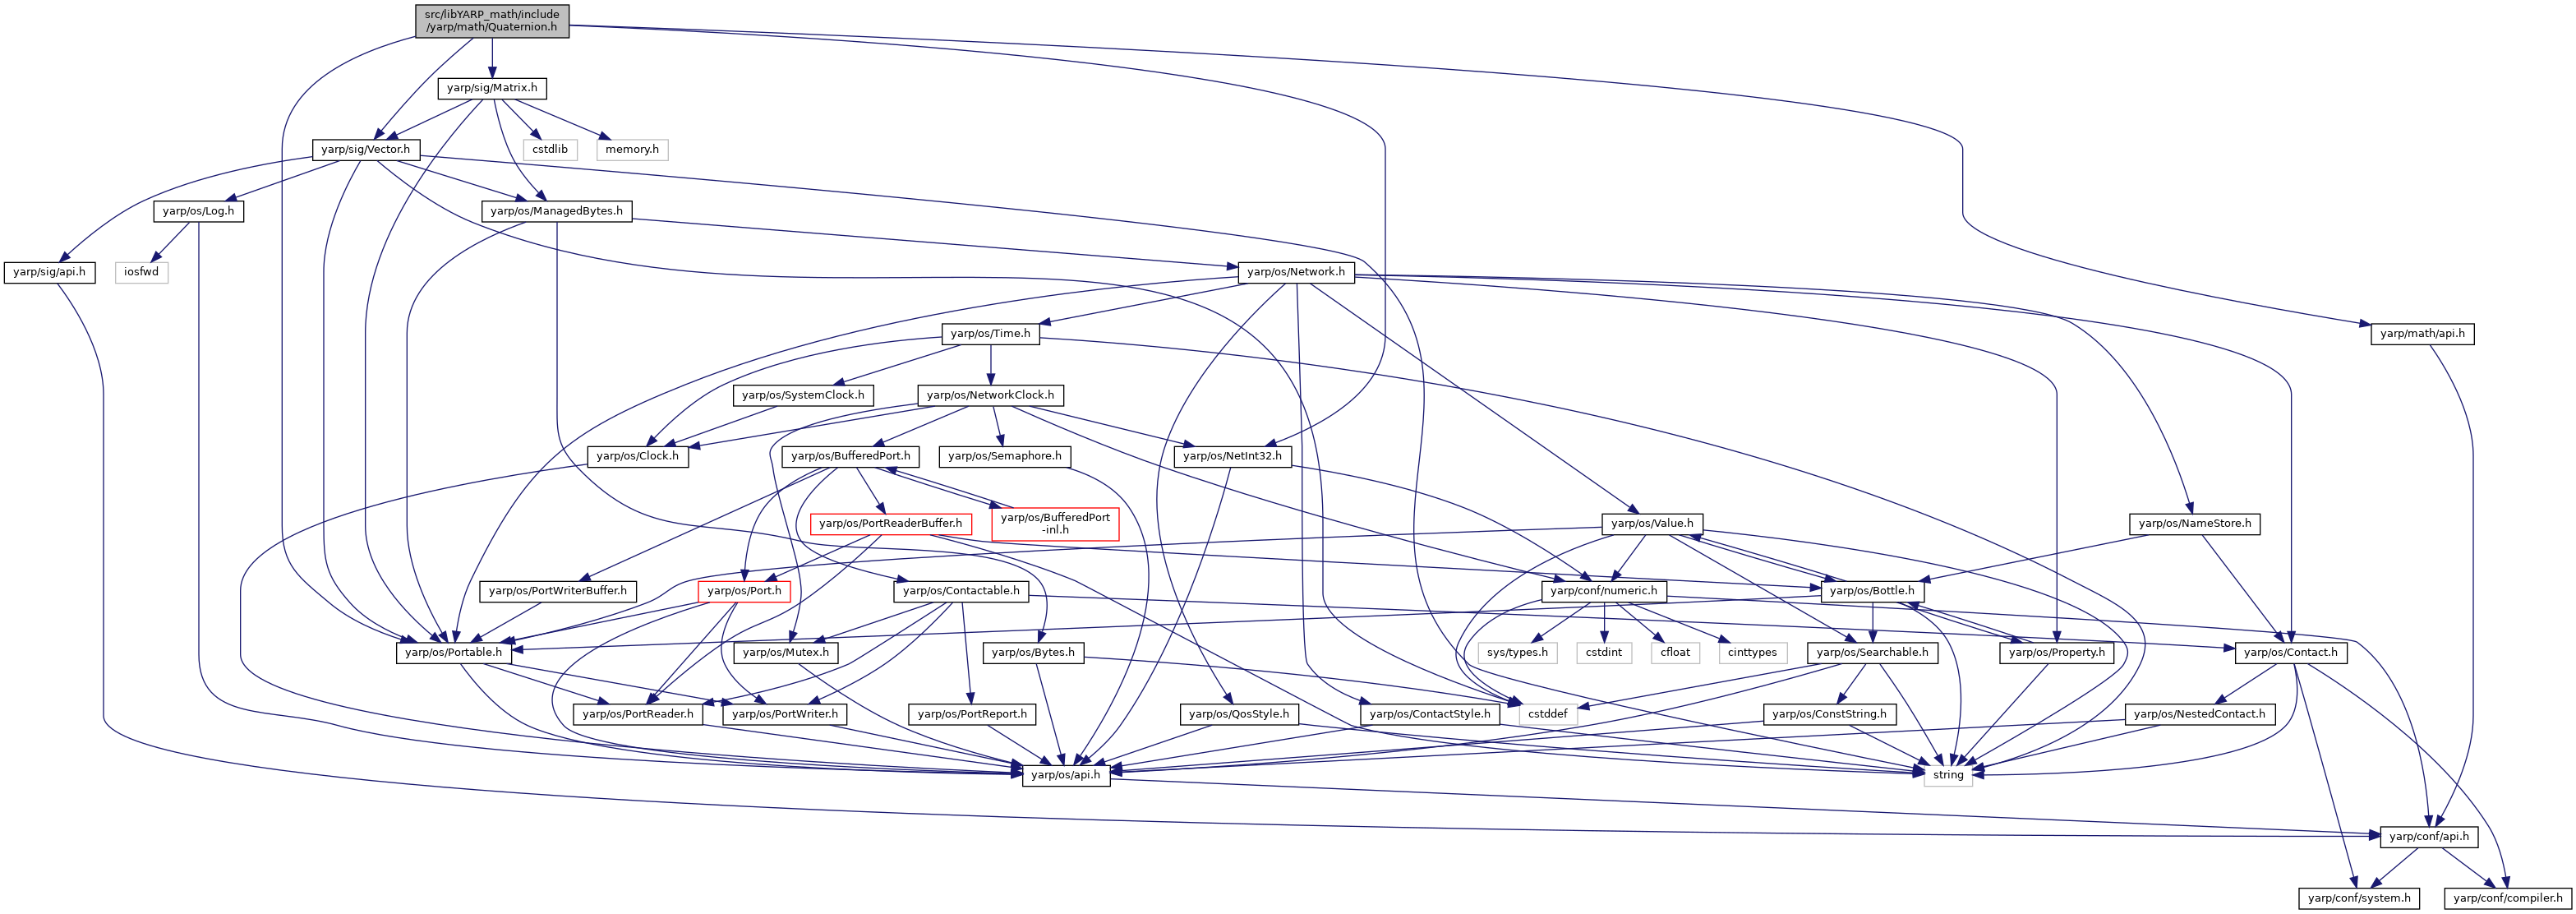 src/libYARP_math/include
/yarp/math/Quaternion.h
yarp/sig/Matrix.h
yarp/sig/Vector.h
cstdlib
memory.h
yarp/os/Log.h
yarp/os/ManagedBytes.h
yarp/sig/api.h
iosfwd
yarp/os/Network.h
yarp/os/Time.h
yarp/math/api.h
yarp/os/SystemClock.h
yarp/os/NetworkClock.h
yarp/os/Clock.h
yarp/os/BufferedPort.h
yarp/os/Semaphore.h
yarp/os/NetInt32.h
yarp/os/PortReaderBuffer.h
yarp/os/BufferedPort
-inl.h
yarp/os/Value.h
yarp/os/NameStore.h
yarp/os/PortWriterBuffer.h
yarp/os/Port.h
yarp/os/Contactable.h
yarp/conf/numeric.h
yarp/os/Bottle.h
yarp/os/Portable.h
yarp/os/Mutex.h
yarp/os/Bytes.h
sys/types.h
cstdint
cfloat
cinttypes
yarp/os/Searchable.h
yarp/os/Property.h
yarp/os/Contact.h
yarp/os/PortReader.h
yarp/os/PortWriter.h
yarp/os/PortReport.h
yarp/os/QosStyle.h
yarp/os/ContactStyle.h
cstddef
yarp/os/ConstString.h
yarp/os/NestedContact.h
yarp/os/api.h
string
yarp/conf/api.h
yarp/conf/system.h
yarp/conf/compiler.h